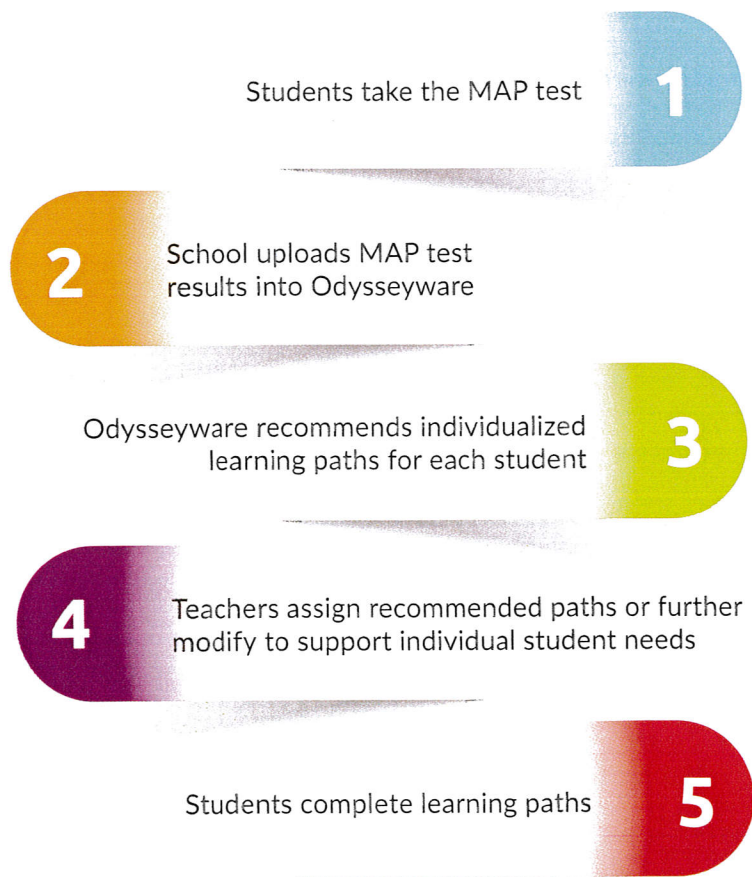 Students take the MAP test
1
2
School uploads MAP test
results into Odysseyware
Odysseyware recommends individualized
learning paths for each student
3
4
Teachers assign recommended paths or further
modify to support individual student needs
Students complete learning paths
5